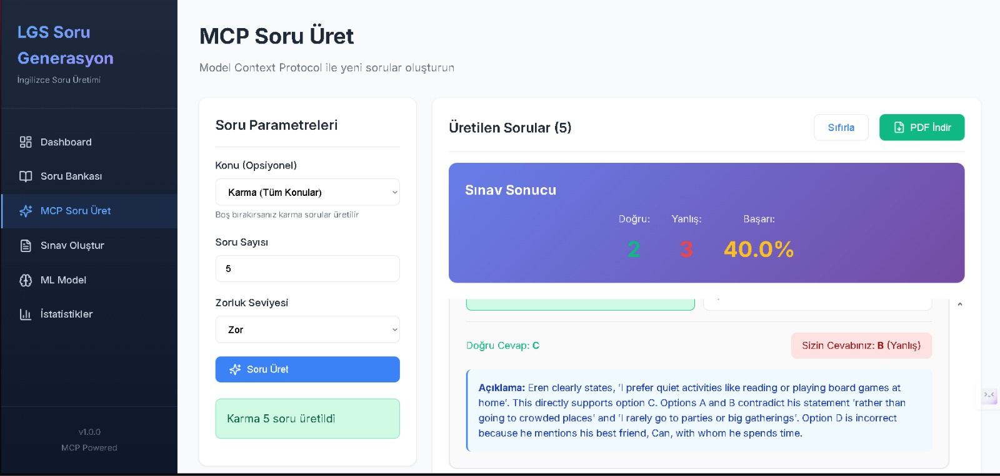 LGS Soru
Generasyon
İngilizce Soru Üretimi
Dashboard
Soru Bankası
MCP Soru Üret
Sınav Oluştur
ML Model
İstatistikler
v1.0.0
MCP Powered
MCP Soru Üret
Model Context Protocol ile yeni sorular oluşturun
Soru Parametreleri
Konu (Opsiyonel)
Karma (Tüm Konular)
Boş bırakırsanız karma sorular üretilir
Soru Sayısı
5
Zorluk Seviyesi
Zor
Soru Üret
Karma 5 soru üretildi
Üretilen Sorular (5)
Sıfırla
PDF İndir
Sınav Sonucu
Doğru: Yanlış: Başarı:
2 3 40.0%
Doğru Cevap: C
Sizin Cevabınız: B (Yanlış)
Açıklama: Eren clearly states, 'I prefer quiet activities like reading or playing board games at
home'. This directly supports option C. Options A and B contradict his statement 'rather than
going to crowded places' and 'I rarely go to parties or big gatherings'. Option D is incorrect
because he mentions his best friend, Can, with whom he spends time.